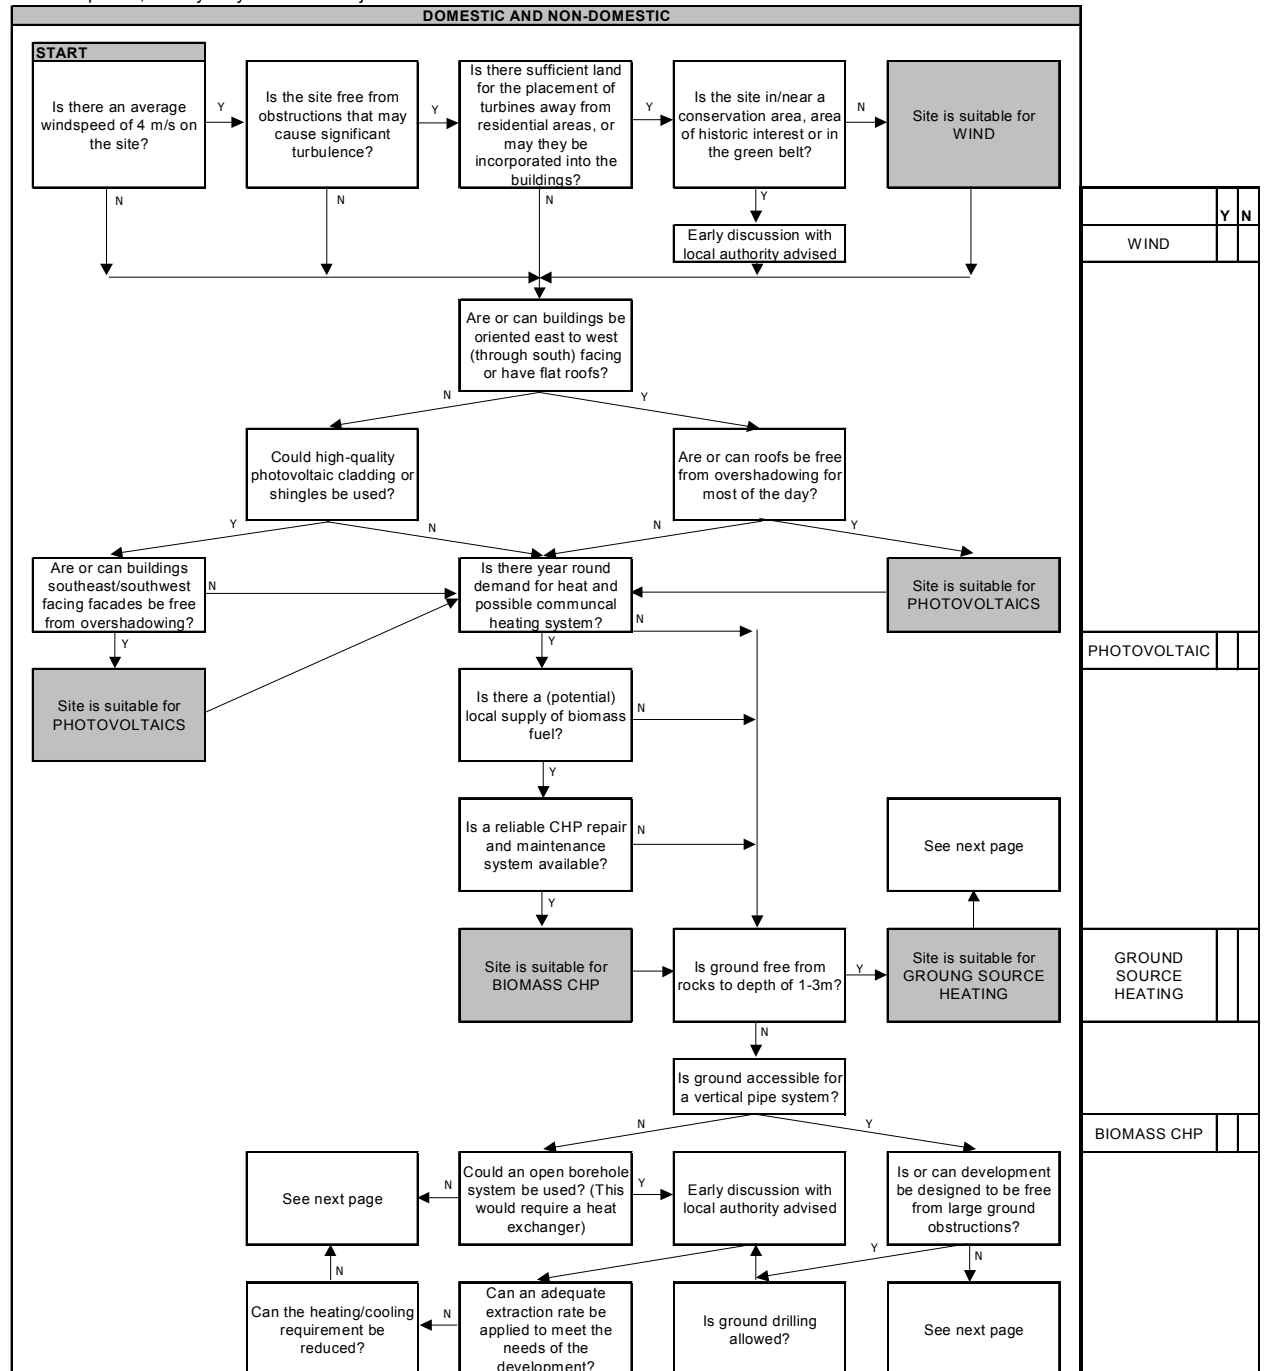 DOMESTIC AND NON-DOMESTIC
START
Is there an average
windspeed of 4 m/s on
the site?
Y
N
Is the site free from
obstructions that may
cause significant
turbulence?
Y
N
Is there sufficient land
for the placement of
turbines away from
residential areas, or
may they be
incorporated into the
buildings?
Y
N
Is the site in/near a
conservation area, area
of historic interest or in
the green belt?
N
Y
Site is suitable for
WIND
Early discussion with
local authority advised
Y N
WIND
Are or can buildings be
oriented east to west
(through south) facing
or have flat roofs?
N
Y
Could high-quality
photovoltaic cladding or
shingles be used?
Y
N
Are or can roofs be free
from overshadowing for
most of the day?
N
Y
Are or can buildings
southeast/southwest
facing facades be free
from overshadowing?
N
Y
Is there year round
demand for heat and
possible communcal
heating system?
N
Y
Site is suitable for
PHOTOVOLTAICS
PHOTOVOLTAIC
Site is suitable for
PHOTOVOLTAICS
Is there a (potential)
local supply of biomass
fuel?
N
Y
Is a reliable CHP repair
and maintenance
system available?
N
Y
See next page
Site is suitable for
BIOMASS CHP
Is ground free from
rocks to depth of 1-3m?
Y
N
Site is suitable for
GROUNG SOURCE
HEATING
GROUND
SOURCE
HEATING
Is ground accessible for
a vertical pipe system?
N
Y
BIOMASS CHP
See next page
N
Could an open borehole
system be used? (This
would require a heat
exchanger)
Y
Early discussion with
local authority advised
Is or can development
be designed to be free
from large ground
obstructions?
Y
N
N
Can the heating/cooling
requirement be
reduced?
N
Can an adequate
extraction rate be
applied to meet the
needs of the
development?
Is ground drilling
allowed?
See next page